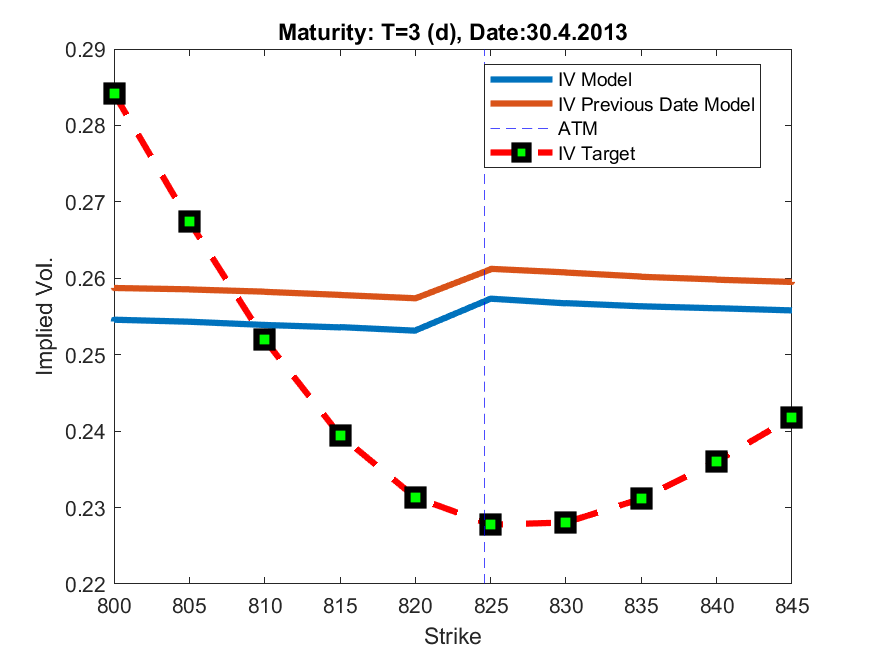 Maturity: T=3 (d), Date:30.4.2013
0.29
0.28
0.27
0.26
0.25
0.24
0.23
0.22
Implied Vol.
IV Model
IV Previous Date Model
ATM
IV Target
800 805 810 815 820 825 830 835 840 845
Strike